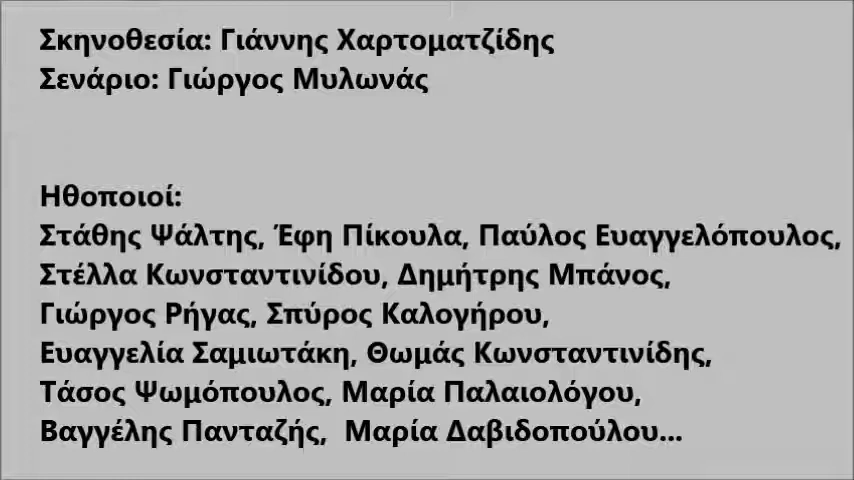 Σκηνοθεσία: Γιάννης Χαρτοματζίδης
Σενάριο: Γιώργος Μυλωνάς
Ηθοποιοί:
Στάθης Ψάλτης, Έφη Πίκουλα, Παύλος Ευαγγελόπουλος,
Στέλλα Κωνσταντινίδου, Δημήτρης Μπάνος,
Γιώργος Ρήγας, Σπύρος Καλογήρου,
Ευαγγελία Σαμιωτάκη, Θωμάς Κωνσταντινίδης,
Τάσος Ψωμόπουλος, Μαρία Παλαιολόγου,
Βαγγέλης Πανταζής,  Μαρία Δαβιδοπούλου...